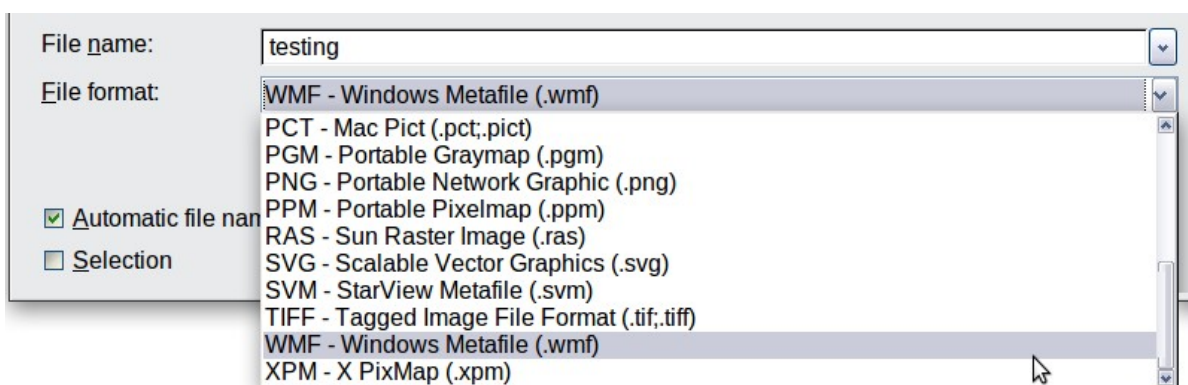 File name:
testing
File format:
WMF - Windows Metafile (.wmf)
PCT - Mac Pict (.pct;.pict)
PGM - Portable Graymap (.pgm)
PNG - Portable Network Graphic (.png)
Automatic file nam
PPM - Portable Pixelmap (.ppm)
RAS - Sun Raster Image (.ras)
Selection
SVG - Scalable Vector Graphics (.svg)
SVM - StarView Metafile (.svm)
TIFF - Tagged Image File Format (.tif;.tiff)
WMF - Windows Metafile (.wmf)
XPM - X PixMap (.xpm)